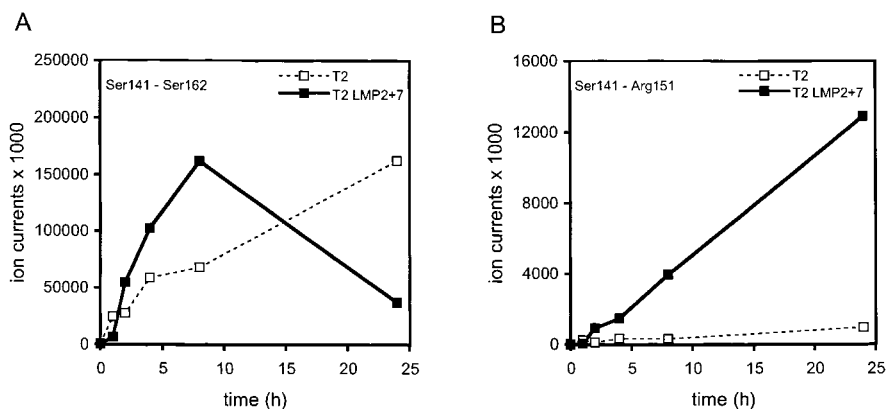 A
250000
200000
150000
100000
50000
0
ion currents x 1000
Ser141 - Ser162
T2
T2 LMP2+7
0 5 10 15 20 25
time (h)
B
16000
12000
8000
4000
0
ion currents x 1000
Ser141 - Arg151
T2
T2 LMP2+7
0 5 10 15 20 25
time (h)